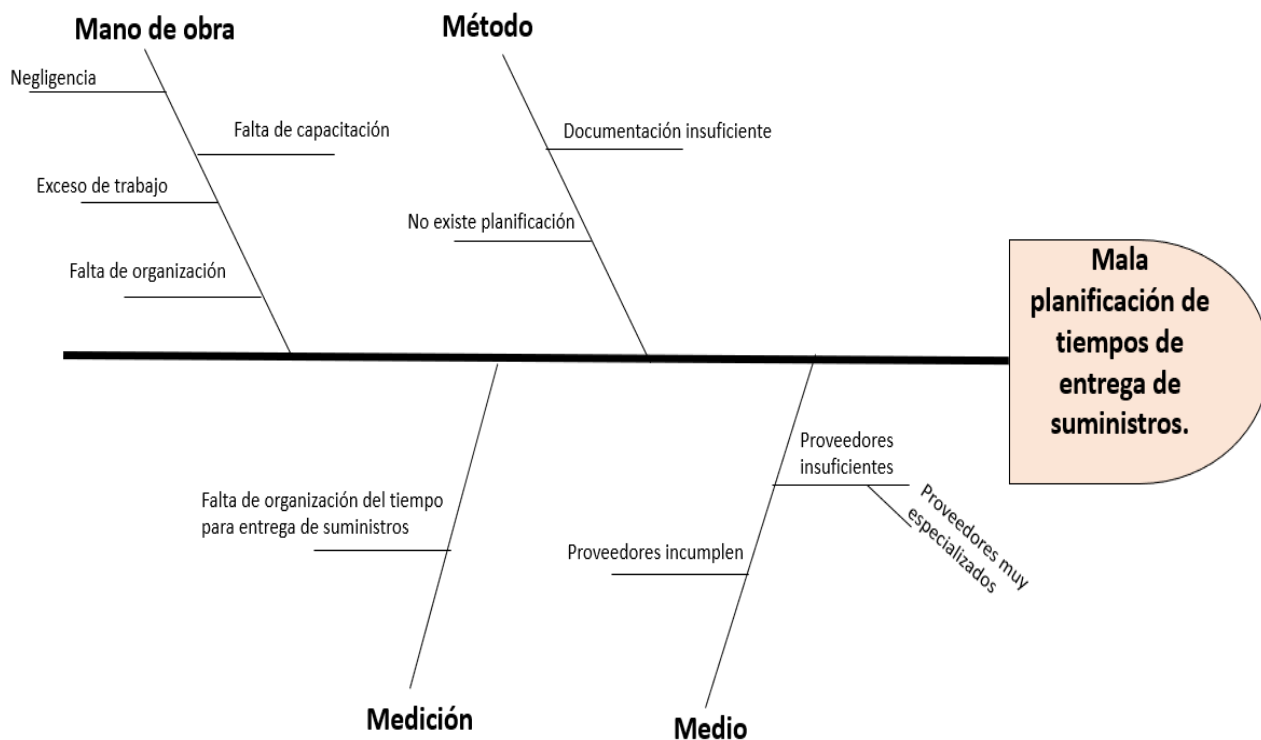 Mano de obra
Negligencia
Falta de capacitación
Exceso de trabajo
Falta de organización
Método
Documentación insuficiente
No existe planificación
Mala
planificación de
tiempos de
entrega de
suministros.
Falta de organización del tiempo
para entrega de suministros
Medición
Proveedores
insuficientes
Proveedores muy
especializados
Proveedores incumplen
Medio